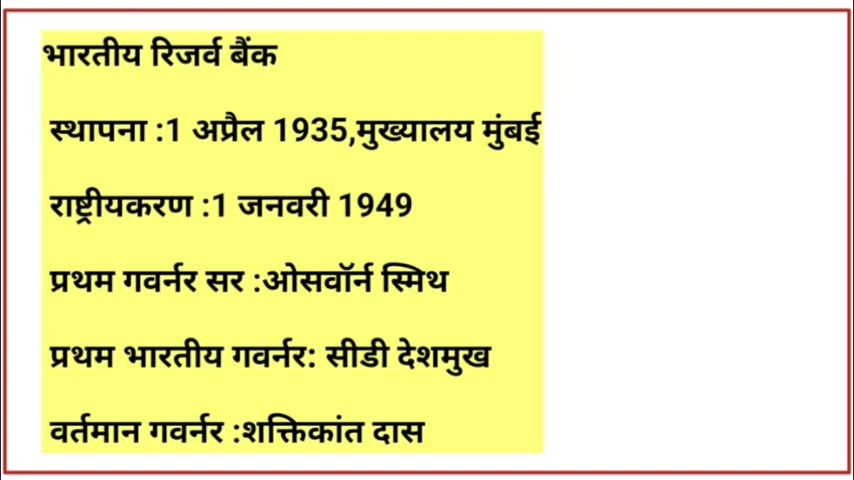 भारतीय रिजर्व बैंक
स्थापना :1 अप्रैल 1935,मुख्यालय मुंबई
राष्ट्रीयकरण :1 जनवरी 1949
प्रथम गवर्नर सर :ओसवॉर्न स्मिथ
प्रथम भारतीय गवर्नर: सीडी देशमुख
वर्तमान गवर्नर :शक्तिकांत दास